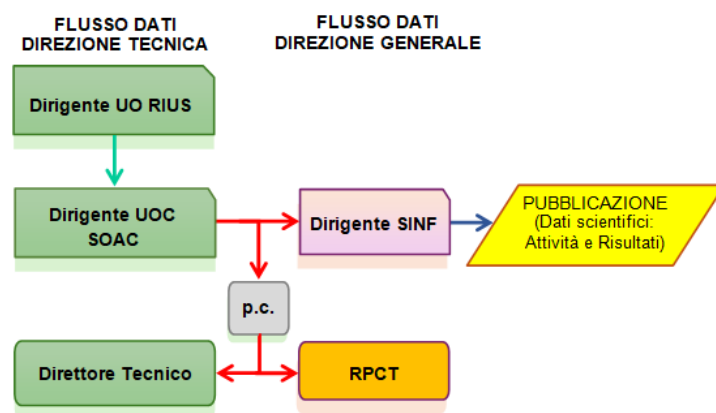 FLUSSO DATI
DIREZIONE TECNICA
FLUSSO DATI
DIREZIONE GENERALE
Dirigente UO RIUS
Dirigente UOC
SOAC
Dirigente SINF
PUBBLICAZIONE
(Dati scientifici:
Attività e Risultati)
p.c.
Direttore Tecnico
RPCT